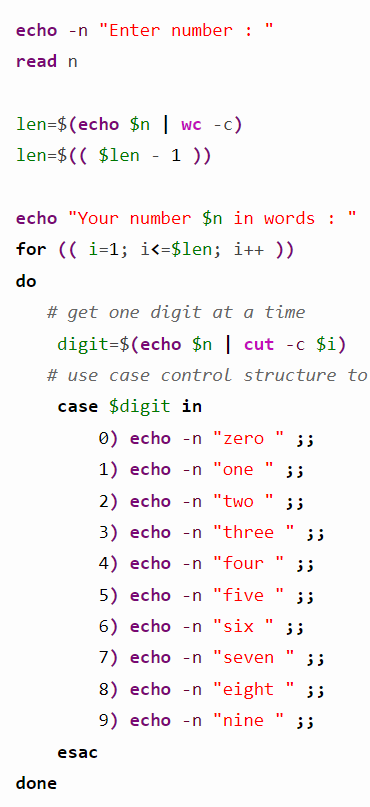 echo -n "Enter number : "
read n

len=$(echo $n | wc -c)
len=$(( $len - 1 ))

echo "Your number $n in words : "
for (( i=1; i<=$len; i++ ))
do
   # get one digit at a time
    digit=$(echo $n | cut -c $i)
   # use case control structure to
    case $digit in
        0) echo -n "zero " ;;
        1) echo -n "one " ;;
        2) echo -n "two " ;;
        3) echo -n "three " ;;
        4) echo -n "four " ;;
        5) echo -n "five " ;;
        6) echo -n "six " ;;
        7) echo -n "seven " ;;
        8) echo -n "eight " ;;
        9) echo -n "nine " ;;
    esac
done